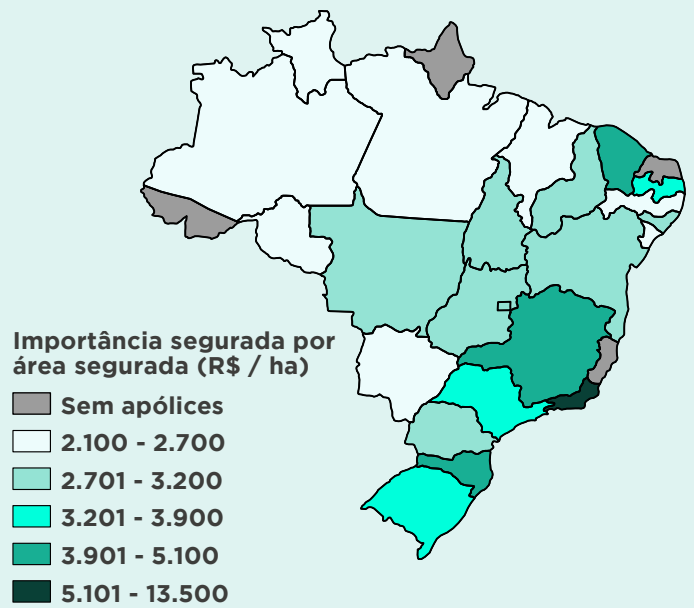 Importância segurada por
área segurada (R$ / ha)
Sem apólices
2.100 - 2.700
2.701 - 3.200
3.201 - 3.900
3.901 - 5.100
5.101 - 13.500